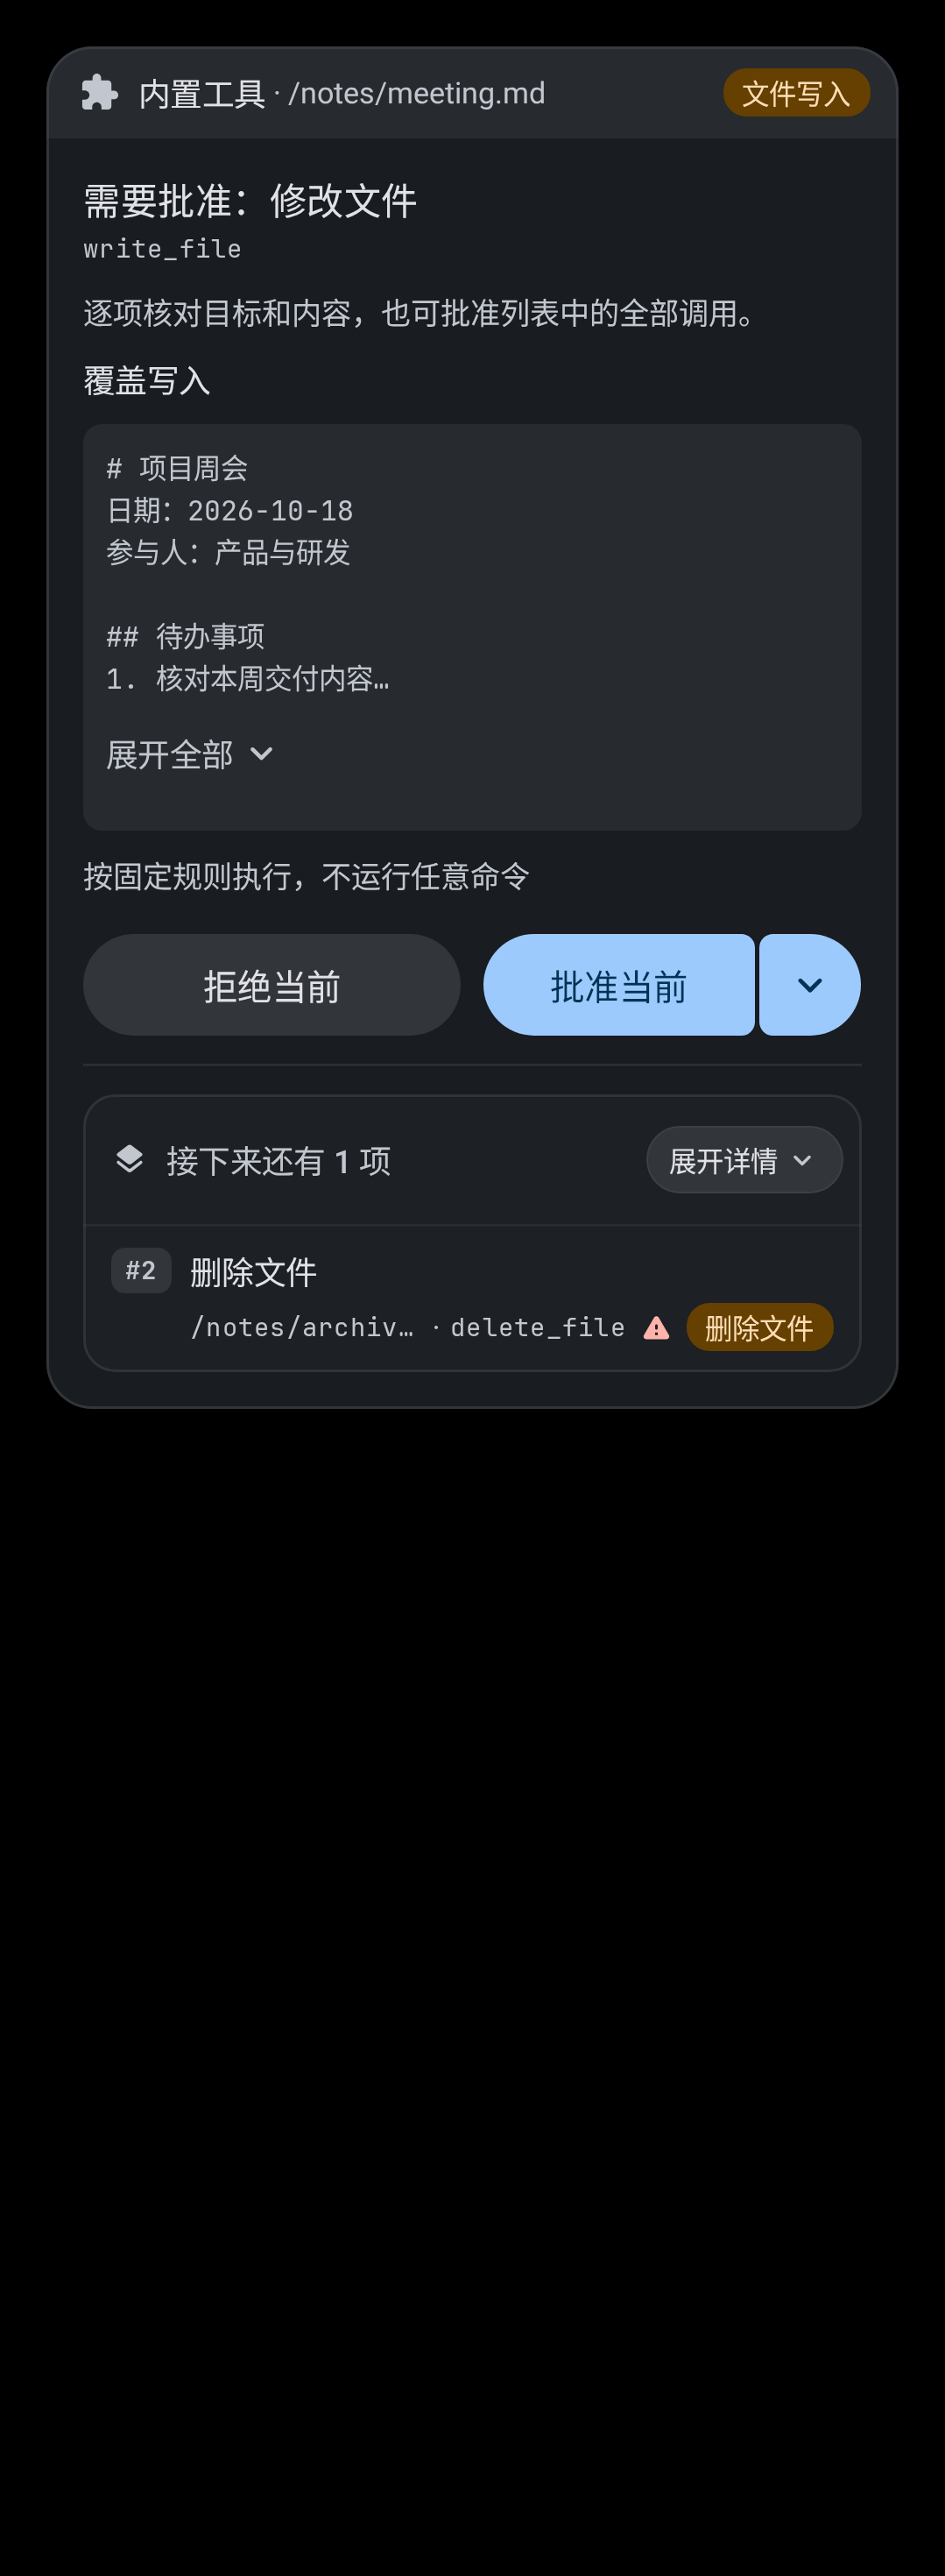 内置工具 · /notes/meeting.md 文件写入
需要批准：修改文件
write_file
逐项核对目标和内容，也可批准列表中的全部调用。
覆盖写入
# 项目周会
日期：2026-10-18
参与人：产品与研发
## 待办事项
1. 核对本周交付内容…
展开全部
按固定规则执行，不运行任意命令
拒绝当前 批准当前
接下来还有 1 项 展开详情
#2 删除文件
/notes/archiv… · delete_file 删除文件